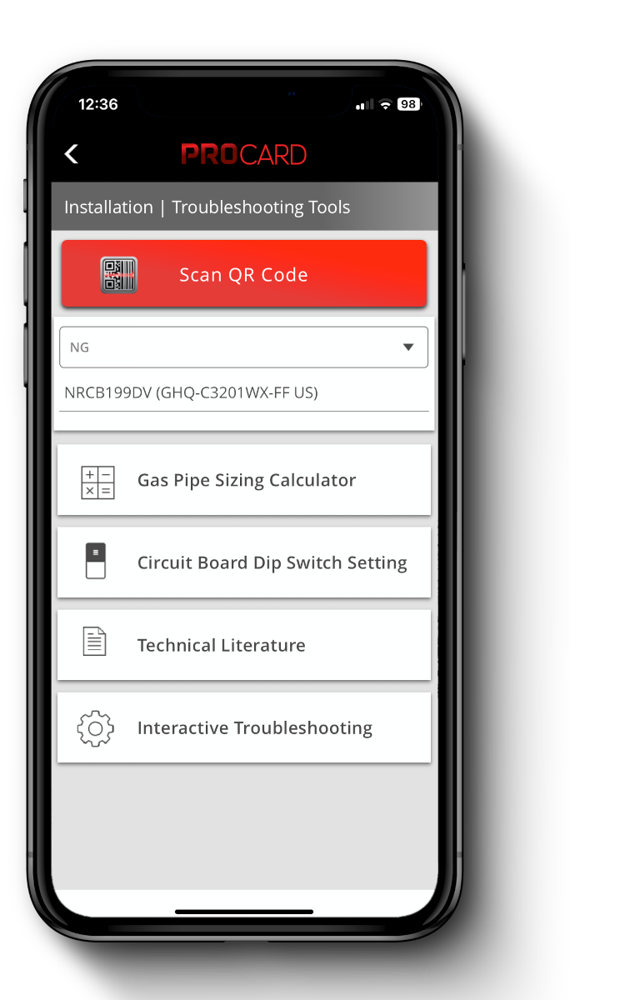 12:36
98
PROCARD
Installation | Troubleshooting Tools
Scan QR Code
NG
NRCB199DV (GHQ-C3201WX-FF US)
Gas Pipe Sizing Calculator
Circuit Board Dip Switch Setting
Technical Literature
Interactive Troubleshooting